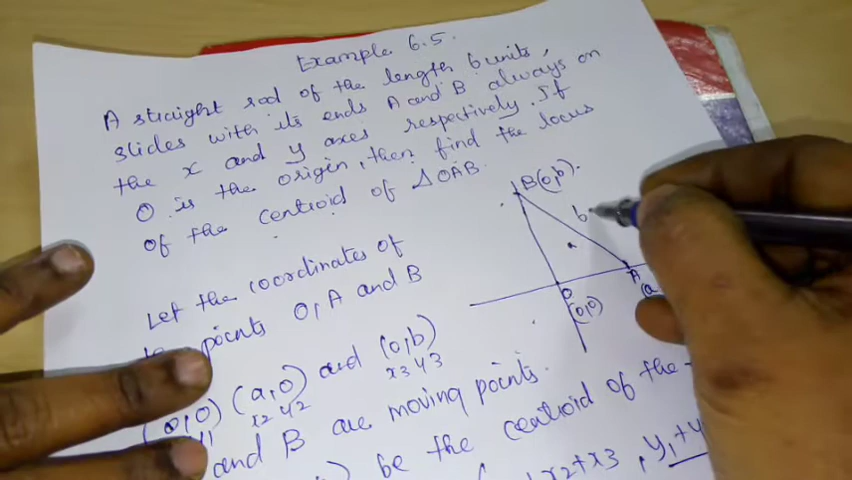 Example 6.5.
A straight rod of the length 6 units,
slides with its ends A and B always on
the x and y axes respectively. If
O is the origin, then find the locus
of the centroid of ΔOAB.
B(0,b).
6
A
(a
O
(0,0)
Let the coordinates of
the points O, A and B
(0,0) (a,0) and (0,b)
x2 y2 x3 y3
and B are moving points.
be the centroid of the
x2+x3 , y1+y